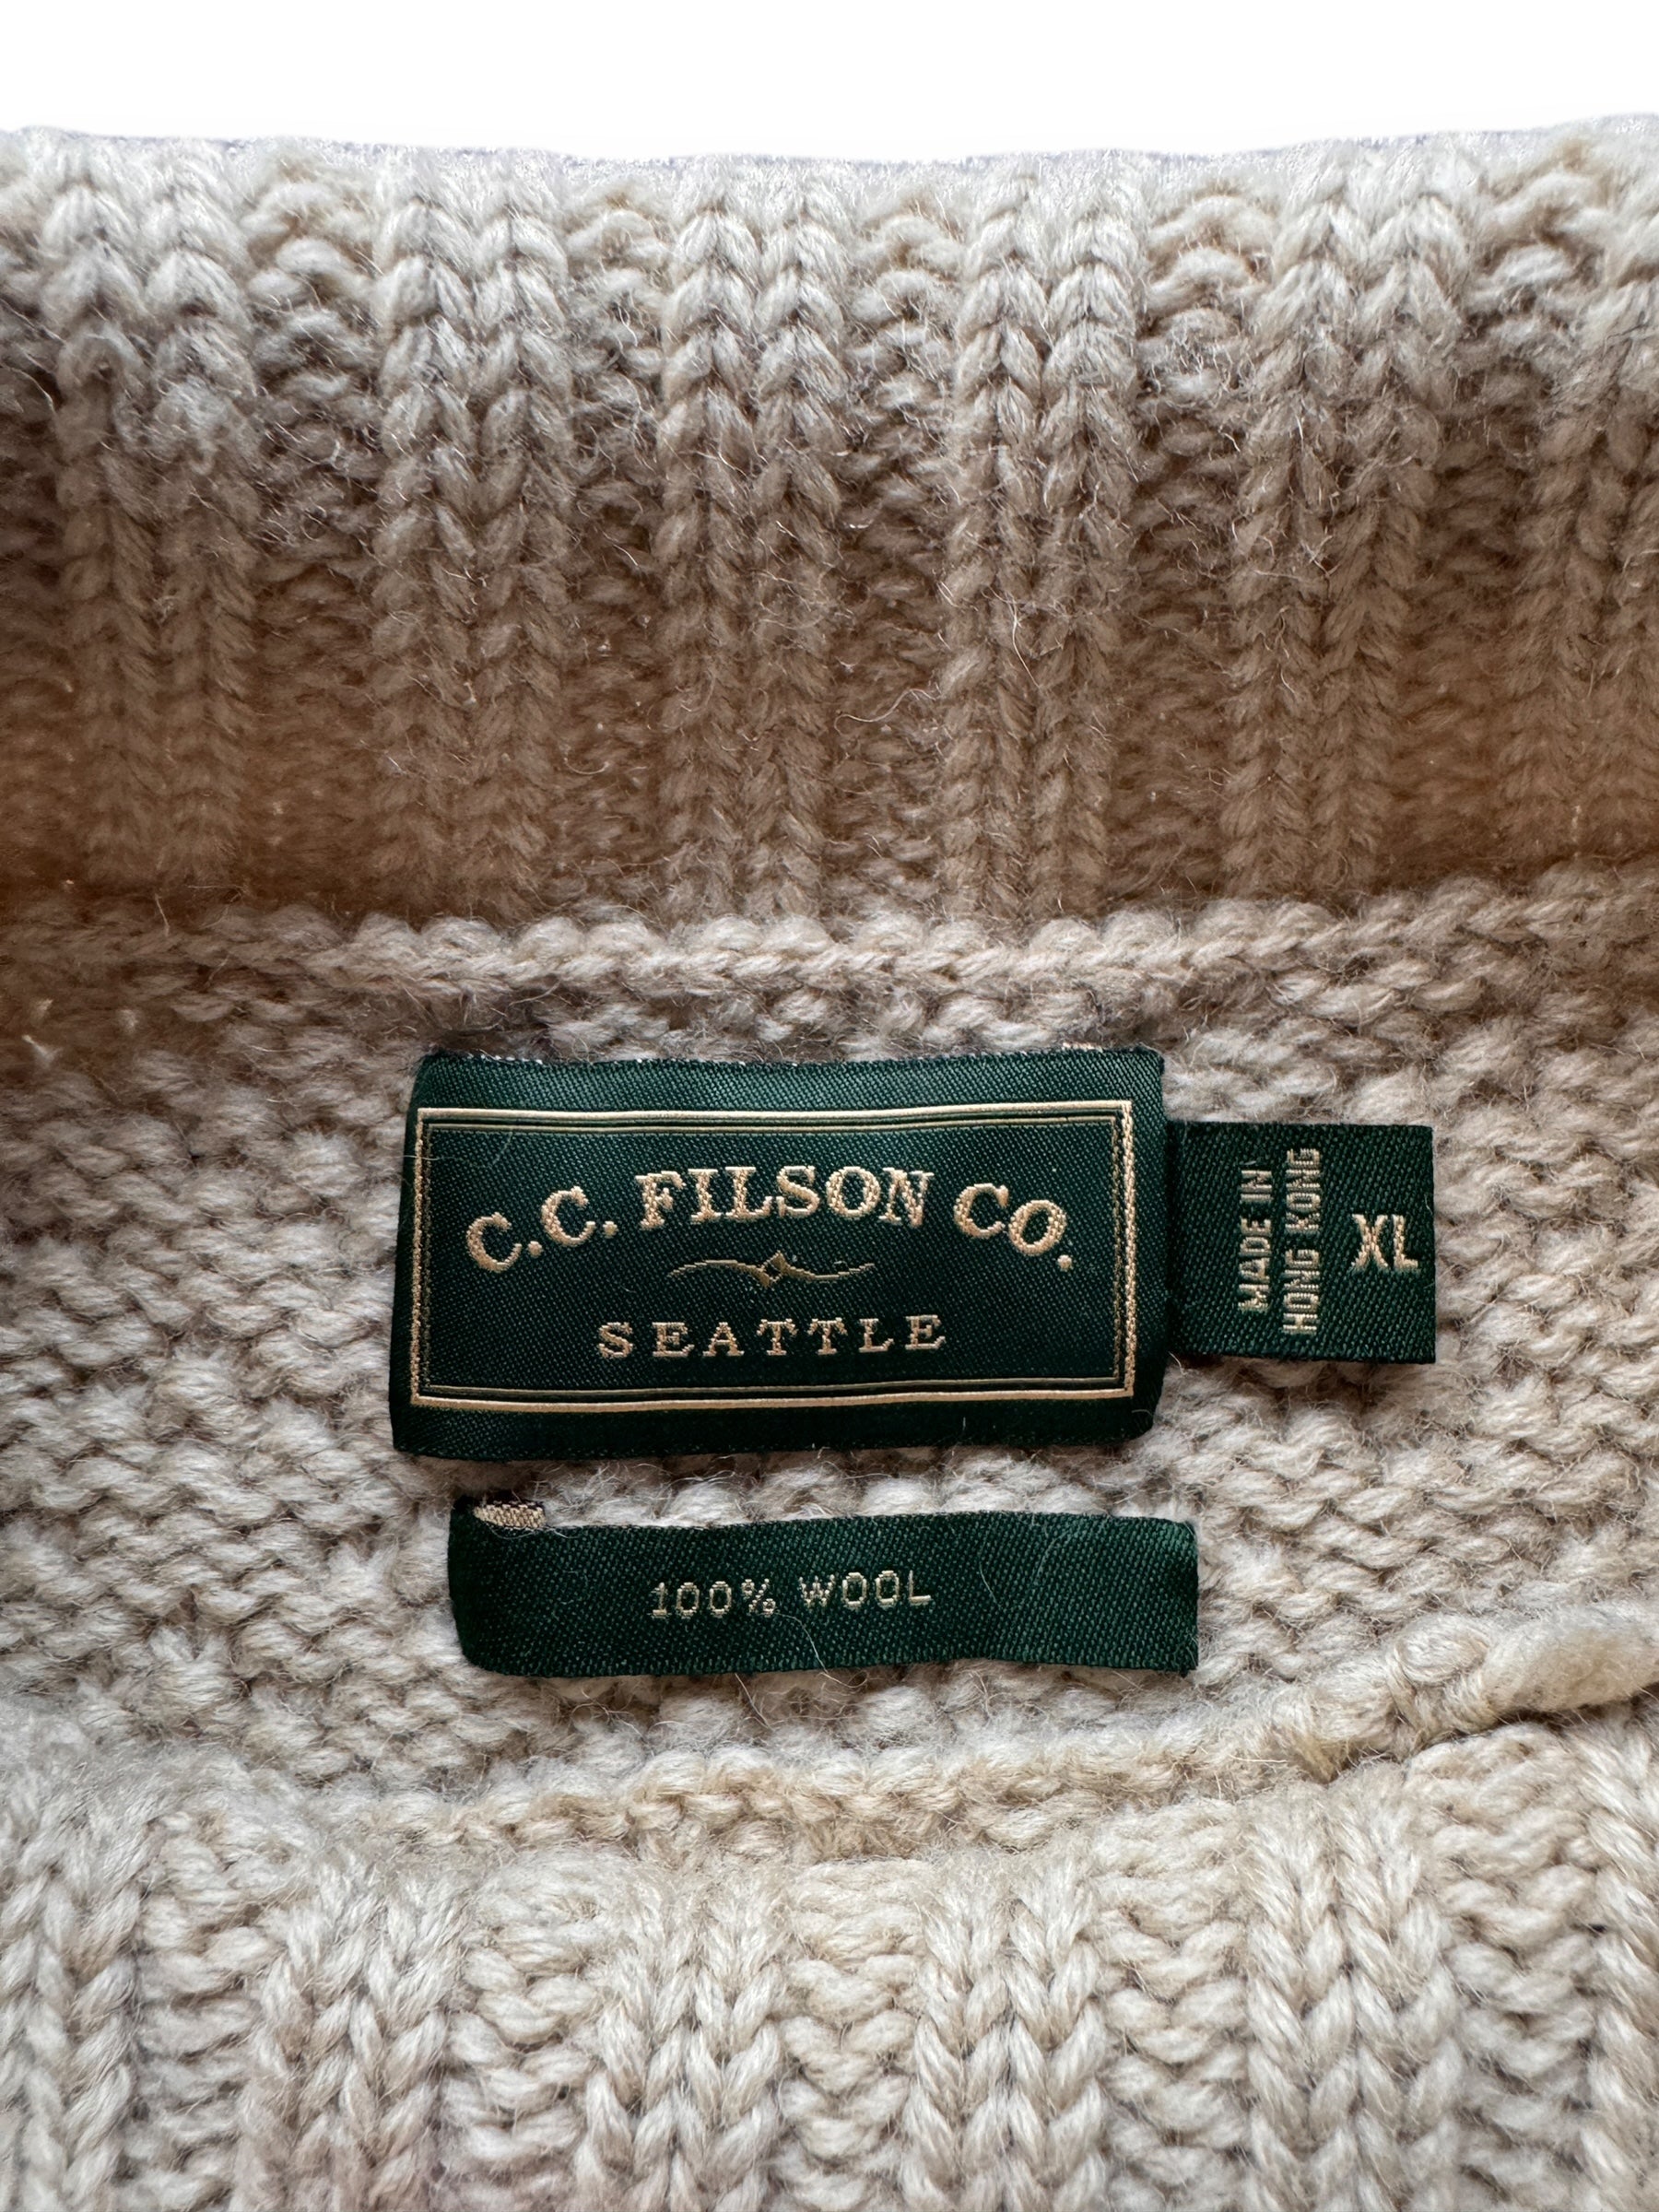 C.C. FILSON CO.
SEATTLE
MADE IN
HONG KONG
XL
100% WOOL